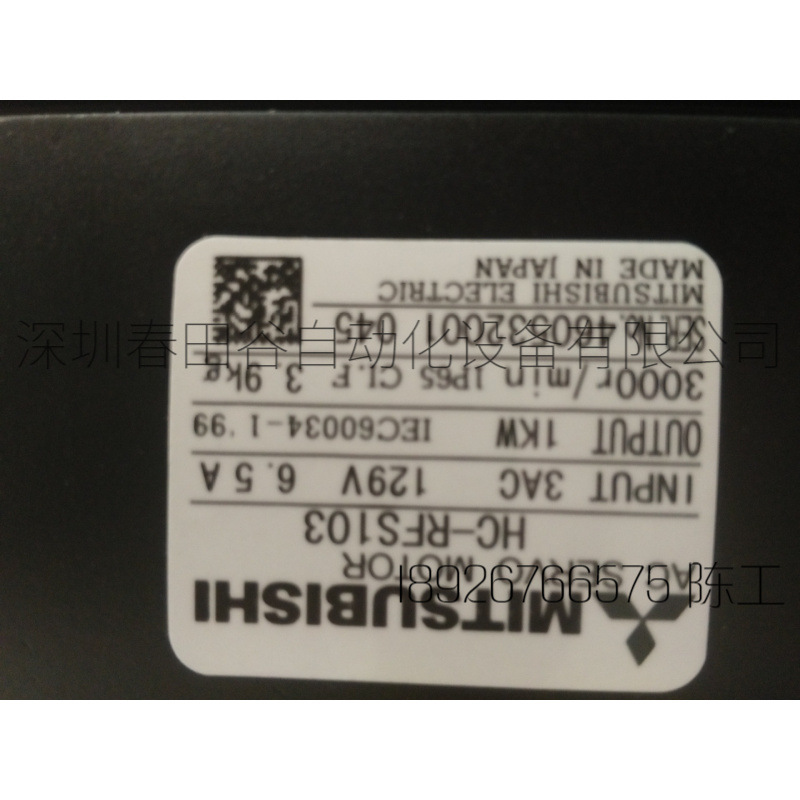 MITSUBISHI
AC SERVO MOTOR
HC-RFS103
INPUT 3AC 129V 6.5A
OUTPUT 1KW IEC60034-1 '99
3000r/min IP65 CI.F 3.9kg
SER.No. 045
MITSUBISHI ELECTRIC
MADE IN JAPAN
深圳春田谷自动化设备有限公司
18926766575 陈工